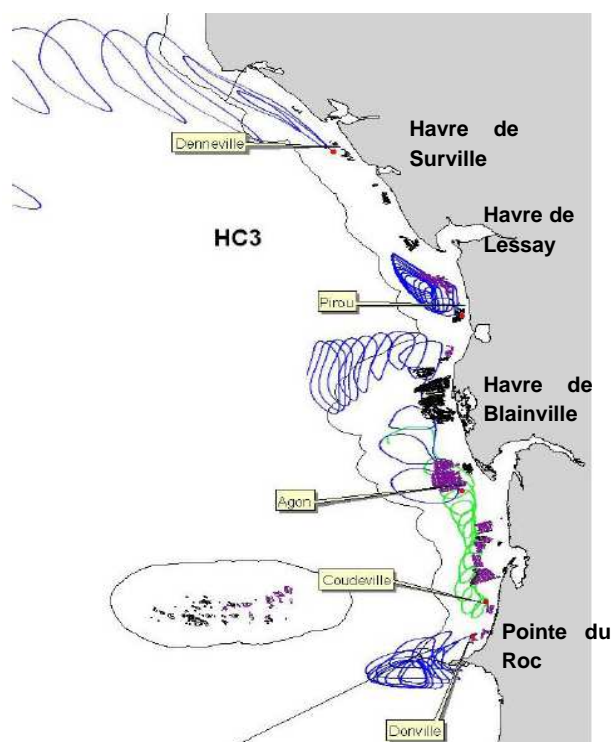 Havre de
Surville
Denneville
Havre de
Lessay
HC3
Pirou
Havre de
Blainville
Agon
Coudeville
Pointe du
Roc
Donville